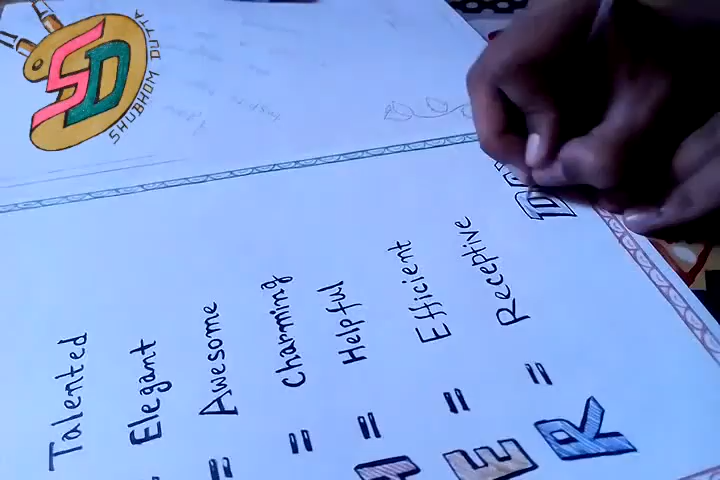 SD
SHUBHOM DUTTA
Talented
Elegant
= Awesome
= Charming
= Helpful
E = Efficient
R = Receptive